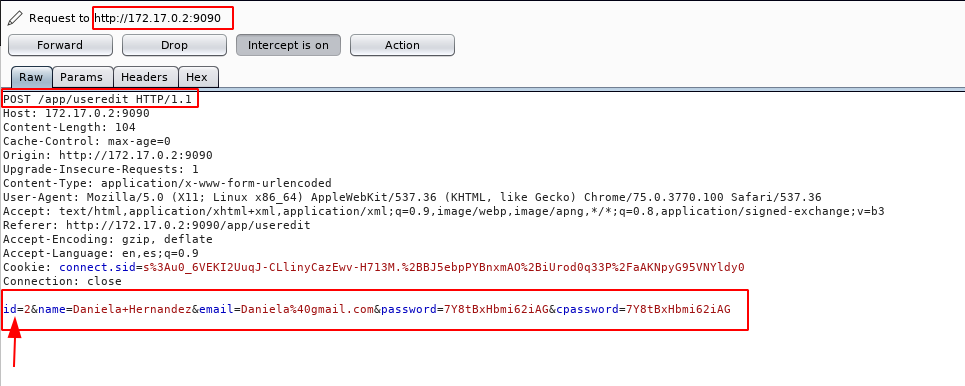 Request to http://172.17.0.2:9090
Forward Drop Intercept is on Action
Raw Params Headers Hex
POST /app/useredit HTTP/1.1
Host: 172.17.0.2:9090
Content-Length: 104
Cache-Control: max-age=0
Origin: http://172.17.0.2:9090
Upgrade-Insecure-Requests: 1
Content-Type: application/x-www-form-urlencoded
User-Agent: Mozilla/5.0 (X11; Linux x86_64) AppleWebKit/537.36 (KHTML, like Gecko) Chrome/75.0.3770.100 Safari/537.36
Accept: text/html,application/xhtml+xml,application/xml;q=0.9,image/webp,image/apng,*/*;q=0.8,application/signed-exchange;v=b3
Referer: http://172.17.0.2:9090/app/useredit
Accept-Encoding: gzip, deflate
Accept-Language: en,es;q=0.9
Cookie: connect.sid=s%3Au0_6VEKI2UuqJ-CLlinyCazEwv-H713M.%2BBJ5ebpPYBnxmAO%2BiUrod0q33P%2FaAKNpyG95VNYldy0
Connection: close
id=2&name=Daniela+Hernandez&email=Daniela%40gmail.com&password=7Y8tBxHbmi62iAG&cpassword=7Y8tBxHbmi62iAG